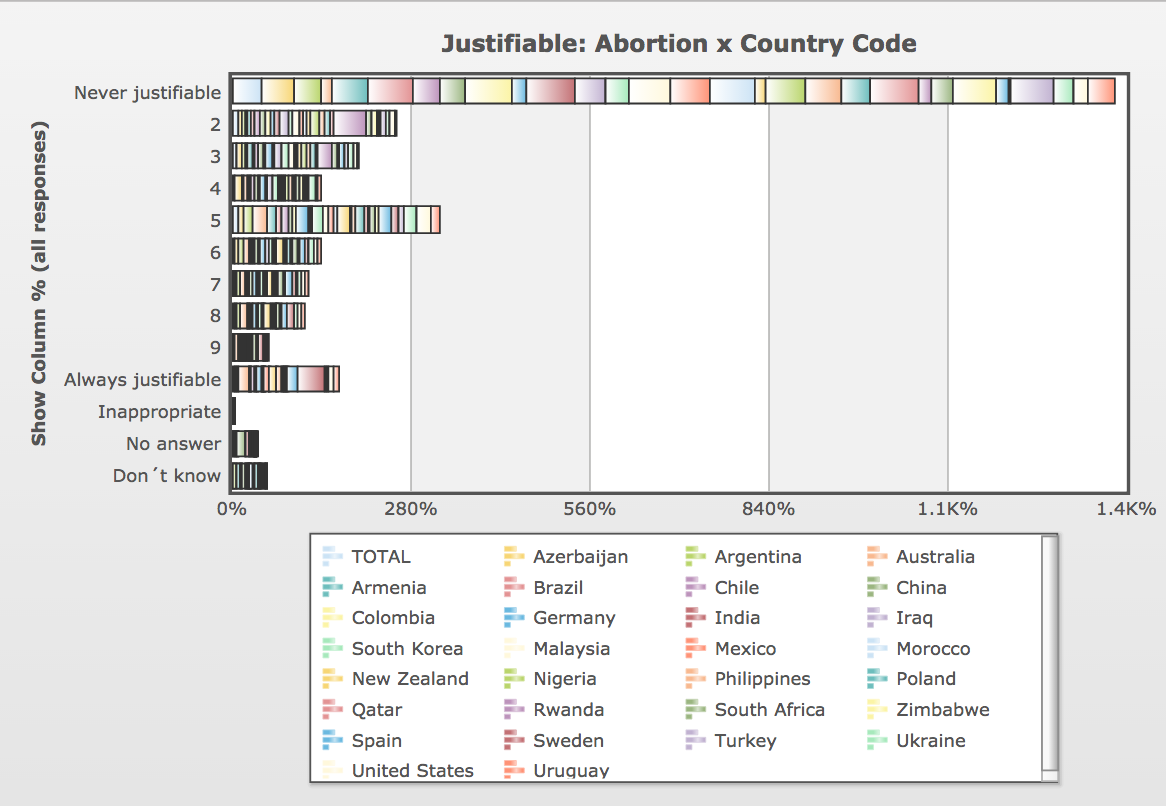 Justifiable: Abortion x Country Code
Show Column % (all responses)
Never justifiable
2
3
4
5
6
7
8
9
Always justifiable
Inappropriate
No answer
Don´t know
0% 280% 560% 840% 1.1K% 1.4K%
TOTAL Azerbaijan Argentina Australia
Armenia Brazil Chile China
Colombia Germany India Iraq
South Korea Malaysia Mexico Morocco
New Zealand Nigeria Philippines Poland
Qatar Rwanda South Africa Zimbabwe
Spain Sweden Turkey Ukraine
United States Uruguay